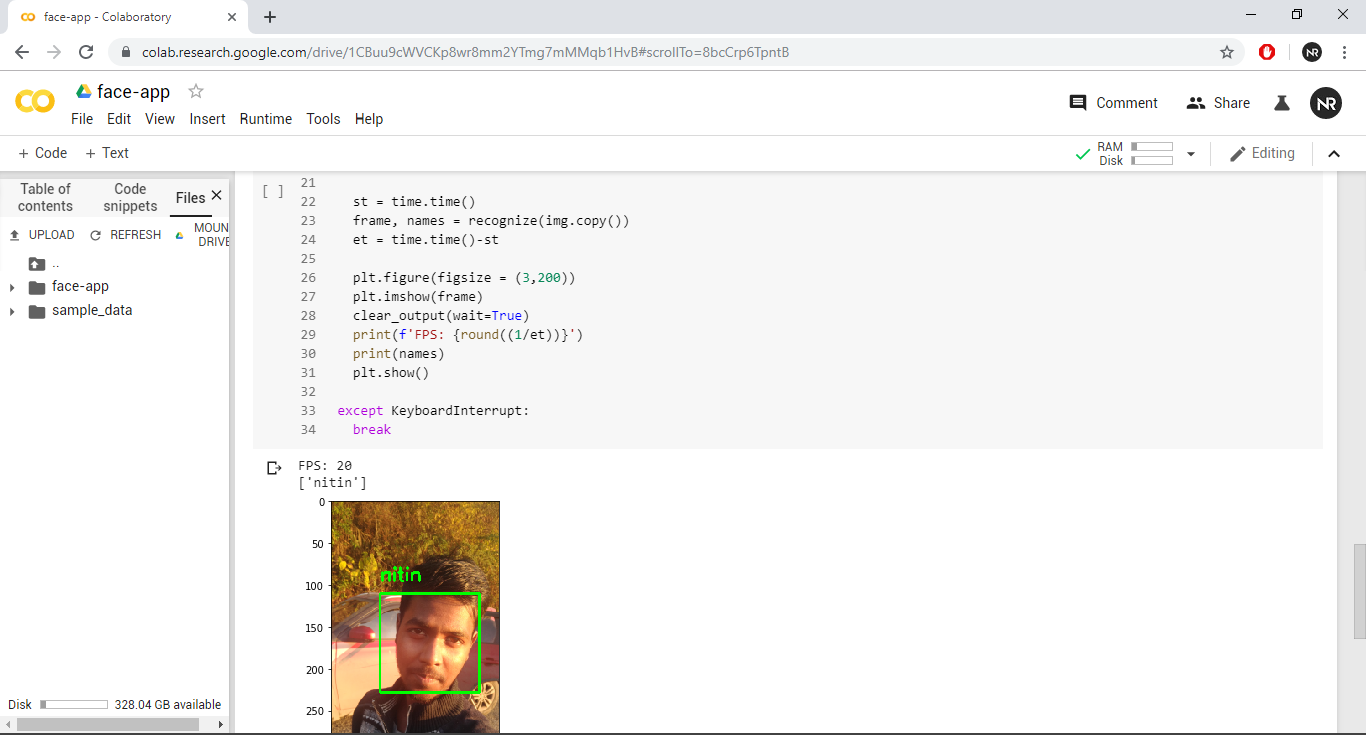 face-app - Colaboratory
colab.research.google.com/drive/1CBuu9cWVCKp8wr8mm2YTmg7mMMqb1HvB#scrollTo=8bcCrp6TpntB
NR
face-app
File Edit View Insert Runtime Tools Help
Comment Share NR
+ Code + Text
RAM
Disk
Editing
Table of contents
Code snippets
Files
UPLOAD REFRESH MOUN
DRIVE
..
face-app
sample_data
Disk 328.04 GB available
[ ]
21
22 st = time.time()
23 frame, names = recognize(img.copy())
24 et = time.time()-st
25
26 plt.figure(figsize = (3,200))
27 plt.imshow(frame)
28 clear_output(wait=True)
29 print(f'FPS: {round((1/et))}')
30 print(names)
31 plt.show()
32
33 except KeyboardInterrupt:
34 break
FPS: 20
['nitin']
0
50
nitin
100
150
200
250